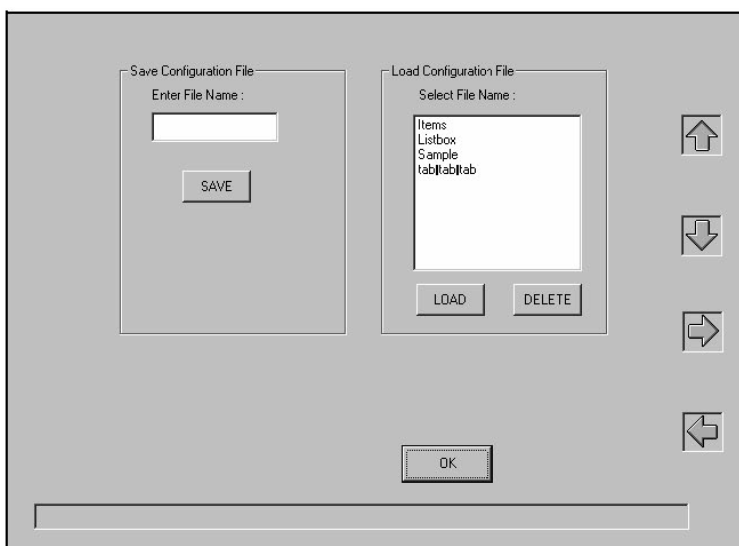 Save Configuration File
Enter File Name :
SAVE
Load Configuration File
Select File Name :
Items
Listbox
Sample
tab|tab|tab
LOAD
DELETE
OK